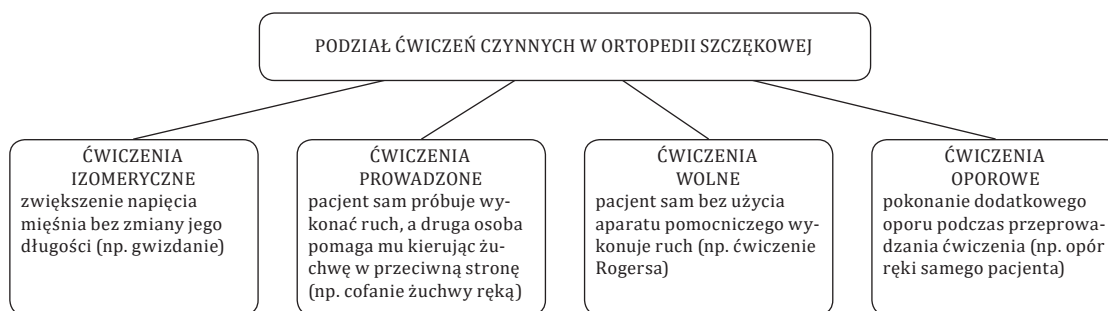 PODZIAŁ ĆWICZEŃ CZYNNYCH W ORTOPEDII SZCZĘKOWEJ
ĆWICZENIA
IZOMERYCZNE
zwiększenie napięcia
mięśnia bez zmiany jego
długości (np. gwizdanie)
ĆWICZENIA
PROWADZONE
pacjent sam próbuje wy-
konać ruch, a druga osoba
pomaga mu kierując żu-
chwę w przeciwną stronę
(np. cofanie żuchwy ręką)
ĆWICZENIA
WOLNE
pacjent sam bez użycia
aparatu pomocniczego wy-
konuje ruch (np. ćwiczenie
Rogersa)
ĆWICZENIA
OPOROWE
pokonanie dodatkowego
oporu podczas przeprowa-
dzania ćwiczenia (np. opór
ręki samego pacjenta)